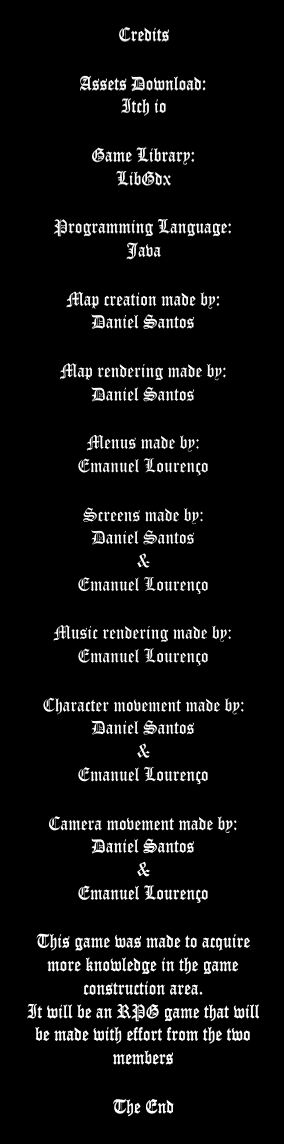 Credits
Assets Download:
Itch io
Game Library:
LibGdx
Programming Language:
Java
Map creation made by:
Daniel Santos
Map rendering made by:
Daniel Santos
Menus made by:
Emanuel Lourenço
Screens made by:
Daniel Santos
&
Emanuel Lourenço
Music rendering made by:
Emanuel Lourenço
Character movement made by:
Daniel Santos
&
Emanuel Lourenço
Camera movement made by:
Daniel Santos
&
Emanuel Lourenço
This game was made to acquire
more knowledge in the game
construction area.
It will be an RPG game that will
be made with effort from the two
members
The End